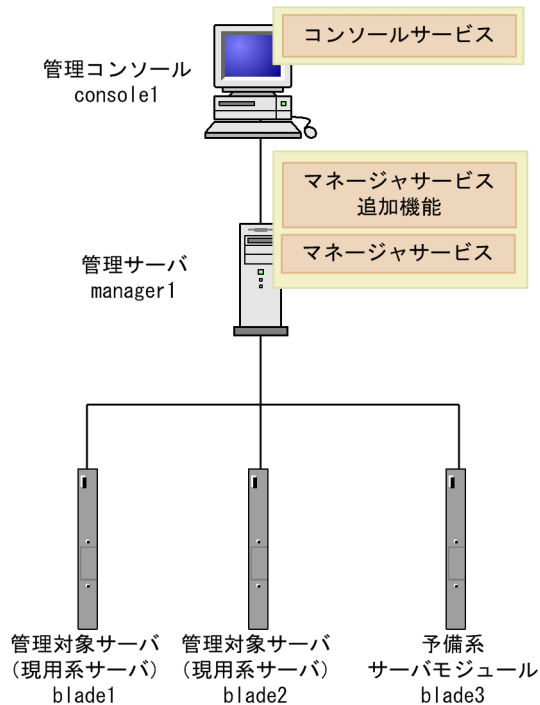 コンソールサービス
管理コンソール
console1
マネージャサービス
追加機能
マネージャサービス
管理サーバ
manager1
管理対象サーバ
（現用系サーバ）
blade1
管理対象サーバ
（現用系サーバ）
blade2
予備系
サーバモジュール
blade3